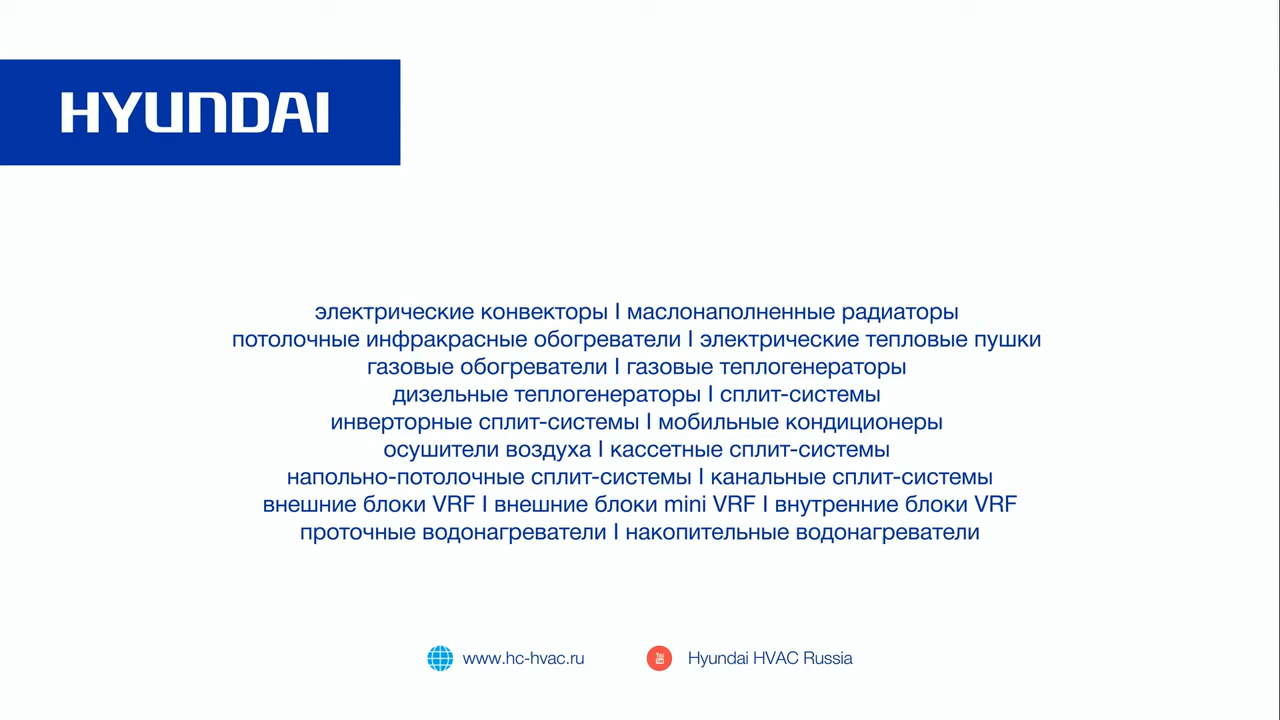 HYUNDAI
электрические конвекторы | маслонаполненные радиаторы
потолочные инфракрасные обогреватели | электрические тепловые пушки
газовые обогреватели | газовые теплогенераторы
дизельные теплогенераторы | сплит-системы
инверторные сплит-системы | мобильные кондиционеры
осушители воздуха | кассетные сплит-системы
напольно-потолочные сплит-системы | канальные сплит-системы
внешние блоки VRF | внешние блоки mini VRF | внутренние блоки VRF
проточные водонагреватели | накопительные водонагреватели
www.hc-hvac.ru
You Tube
Hyundai HVAC Russia